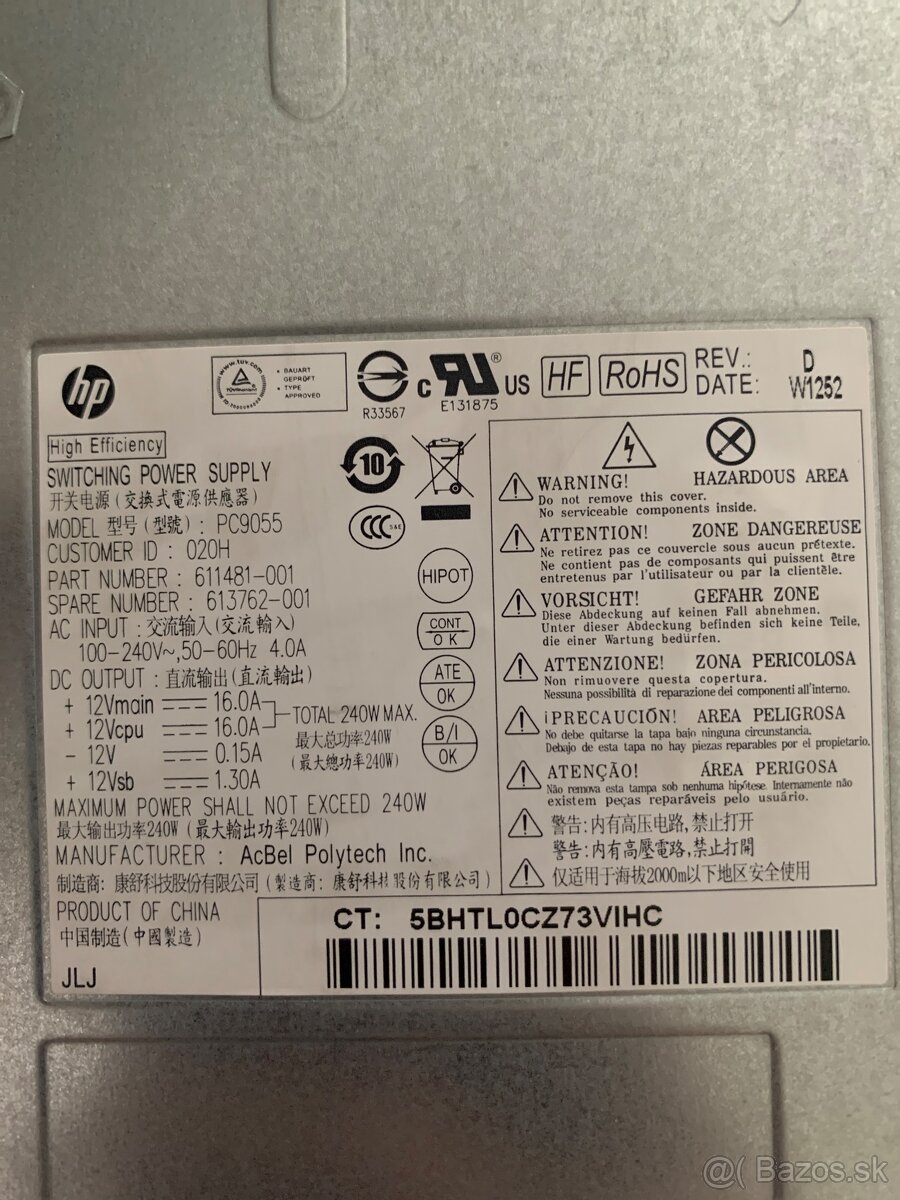 hp
www.tuv.com
TÜVRheinland
• BAUART
GEPRÜFT
• TYPE
APPROVED
R33567
c RU ® US
E131875
HF
RoHS
REV.: D
DATE: W1252
High Efficiency
SWITCHING POWER SUPPLY
开关电源(交換式電源供應器)
MODEL 型号(型號): PC9055
CUSTOMER ID : 020H
PART NUMBER : 611481-001
SPARE NUMBER : 613762-001
AC INPUT : 交流输入(交流輸入)
100-240V~,50-60Hz 4.0A
DC OUTPUT : 直流输出(直流輸出)
+ 12Vmain 16.0A
+ 12Vcpu 16.0A
- 12V 0.15A
+ 12Vsb 1.30A
TOTAL 240W MAX.
最大总功率240W
(最大總功率240W)
MAXIMUM POWER SHALL NOT EXCEED 240W
最大输出功率240W (最大輸出功率240W)
MANUFACTURER : AcBel Polytech Inc.
制造商: 康舒科技股份有限公司(製造商: 康舒科技股份有限公司)
PRODUCT OF CHINA
中国制造(中國製造)
JLJ
10
CCC S&E
HIPOT
CONT
OK
ATE
OK
B/I
OK
WARNING! HAZARDOUS AREA
Do not remove this cover.
No serviceable components inside.
ATTENTION! ZONE DANGEREUSE
Ne retirez pas ce couvercle sous aucun prétexte.
Ne contient pas de composants qui puissent être
entretenus par l'utilisateur ou par la clientèle.
VORSICHT! GEFAHR ZONE
Diese Abdeckung auf keinen Fall abnehmen.
Unter dieser Abdeckung befinden sich keine Teile,
die einer Wartung bedürfen.
ATTENZIONE! ZONA PERICOLOSA
Non rimuovere questa copertura.
Nessuna possibilità di reparazione dei componenti all'interno.
¡PRECAUCIÓN! AREA PELIGROSA
No debe quitarse la tapa bajo ninguna circunstancia.
Debajo de esta tapa no hay piezas reparables por el propietario.
ATENÇÃO! ÁREA PERIGOSA
Não remova esta tampa sob nenhuma hipótese. Internamente não
existem peças reparáveis pelo usuário.
警告:内有高压电路,禁止打开
警告:内有高壓電路,禁止打開
仅适用于海拔2000m以下地区安全使用
CT: 5BHTL0CZ73VIHC
@( Bazos.sk